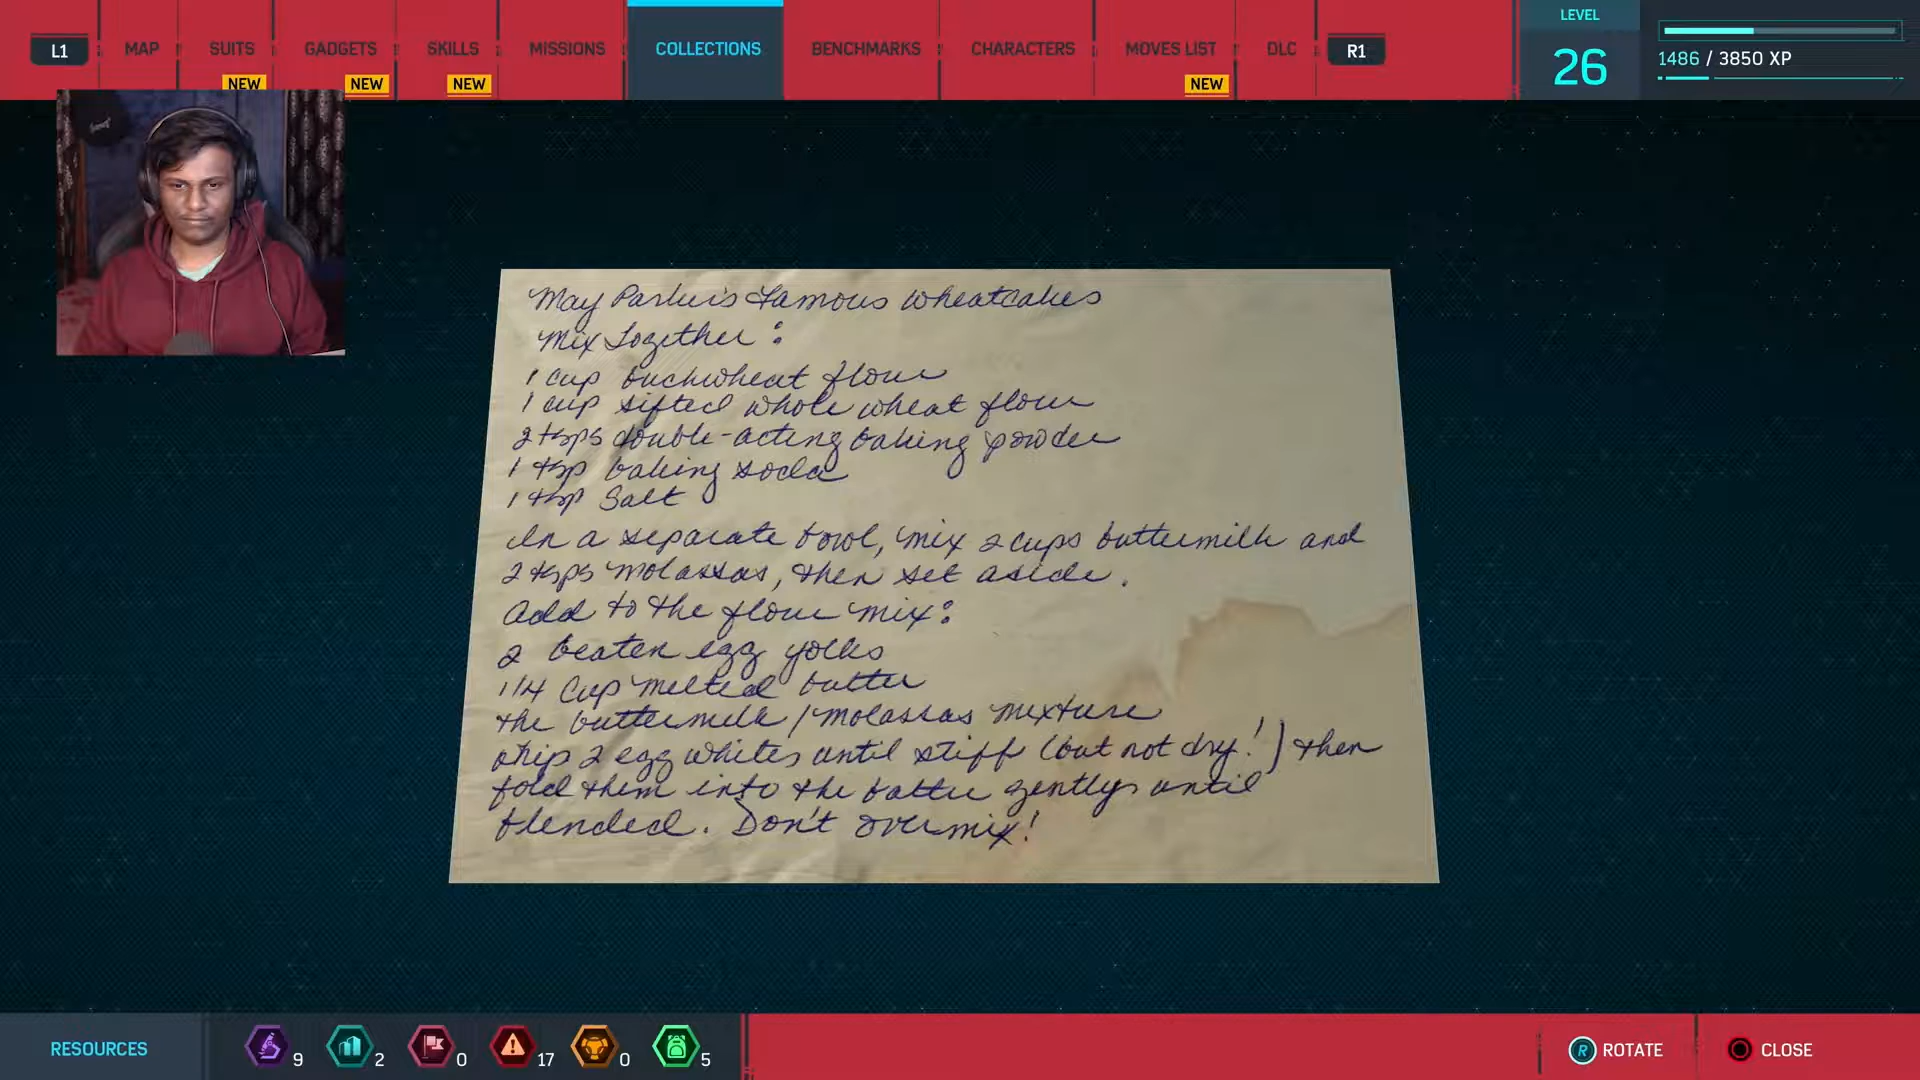 L1 MAP SUITS GADGETS SKILLS MISSIONS COLLECTIONS BENCHMARKS CHARACTERS MOVES LIST DLC R1
NEW NEW NEW NEW
LEVEL
26
1486 / 3850 XP
May Parker's Famous Wheatcakes
Mix Together:
1 cup buckwheat flour
1 cup sifted whole wheat flour
2 tsps double-acting baking powder
1 tsp baking soda
1 tsp Salt
In a separate bowl, mix 2 cups buttermilk and
2 tsps molassas, then set aside.
Add to the flour mix:
2 beaten egg yolks
1/4 Cup melted butter
the buttermilk/molassas mixture
whip 2 egg whites until stiff (but not dry!) then
fold them into the batter gently until
blended. Don't overmix!
RESOURCES 9 2 0 17 0 5
R ROTATE CLOSE